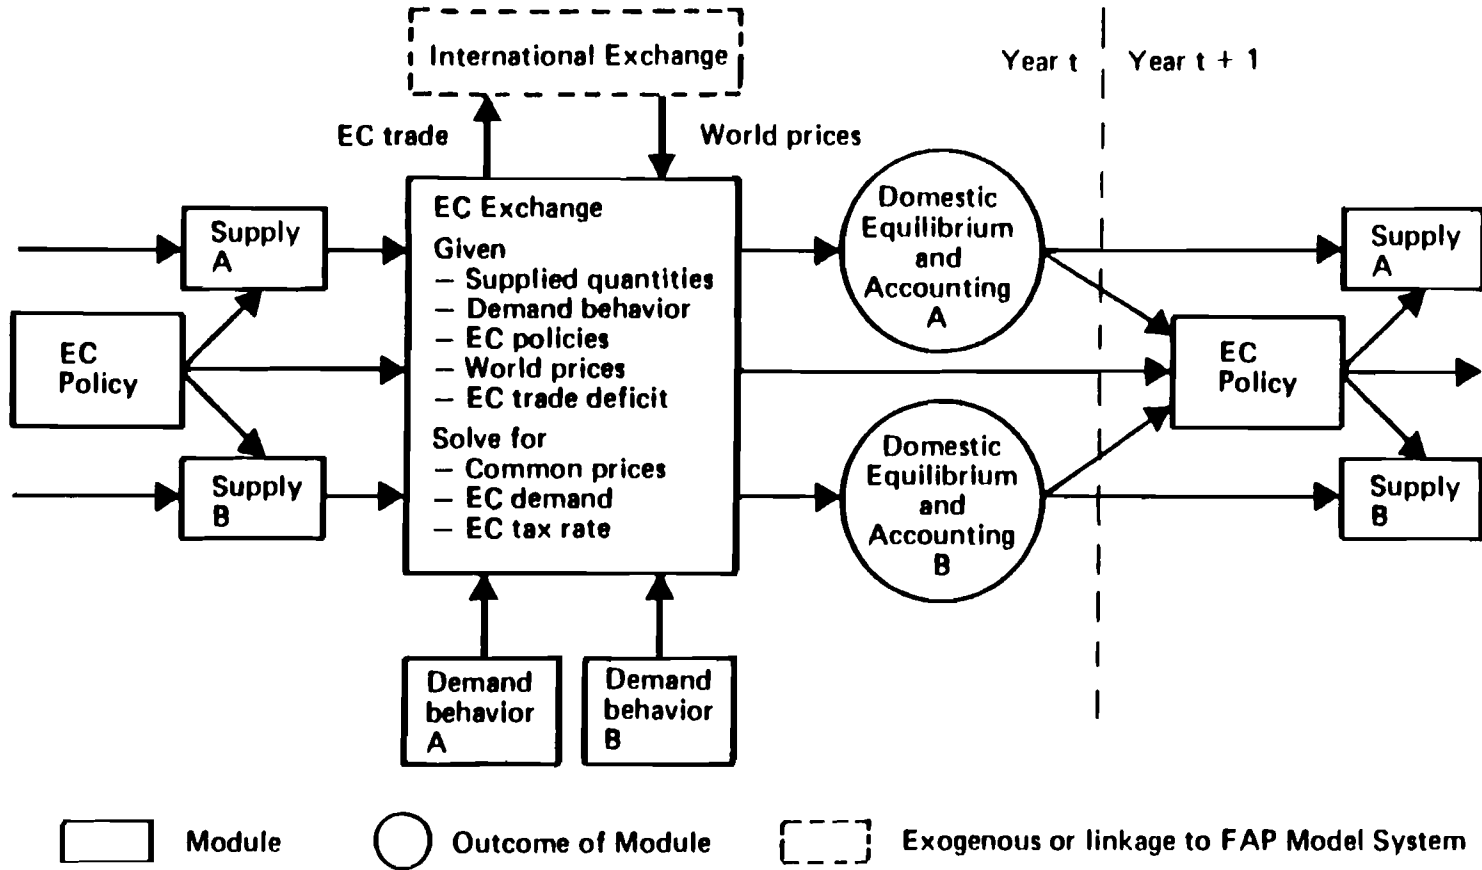 International Exchange
Year t
Year t + 1
EC trade
World prices
EC Policy
Supply
A
Supply
B
EC Exchange
Given
– Supplied quantities
– Demand behavior
– EC policies
– World prices
– EC trade deficit
Solve for
– Common prices
– EC demand
– EC tax rate
Demand
behavior
A
Demand
behavior
B
Domestic
Equilibrium
and
Accounting
A
Domestic
Equilibrium
and
Accounting
B
EC
Policy
Supply
A
Supply
B
Module
Outcome of Module
Exogenous or linkage to FAP Model System